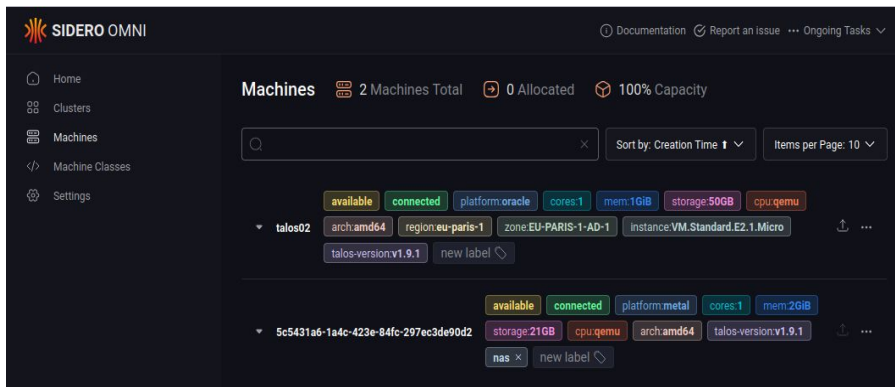 SIDERO OMNI
Documentation Report an issue Ongoing Tasks
Home
Clusters
Machines
Machine Classes
Settings
Machines 2 Machines Total 0 Allocated 100% Capacity
Sort by: Creation Time Items per Page: 10
available connected platform:oracle cores:1 mem:1GiB storage:50GB cpu:qemu
talos02 arch:amd64 region:eu-paris-1 zone:EU-PARIS-1-AD-1 instance:VM.Standard.E2.1.Micro
talos-version:v1.9.1 new label
available connected platform:metal cores:1 mem:2GiB
5c5431a6-1a4c-423e-84fc-297ec3de90d2 storage:21GB cpu:qemu arch:amd64 talos-version:v1.9.1
nas × new label